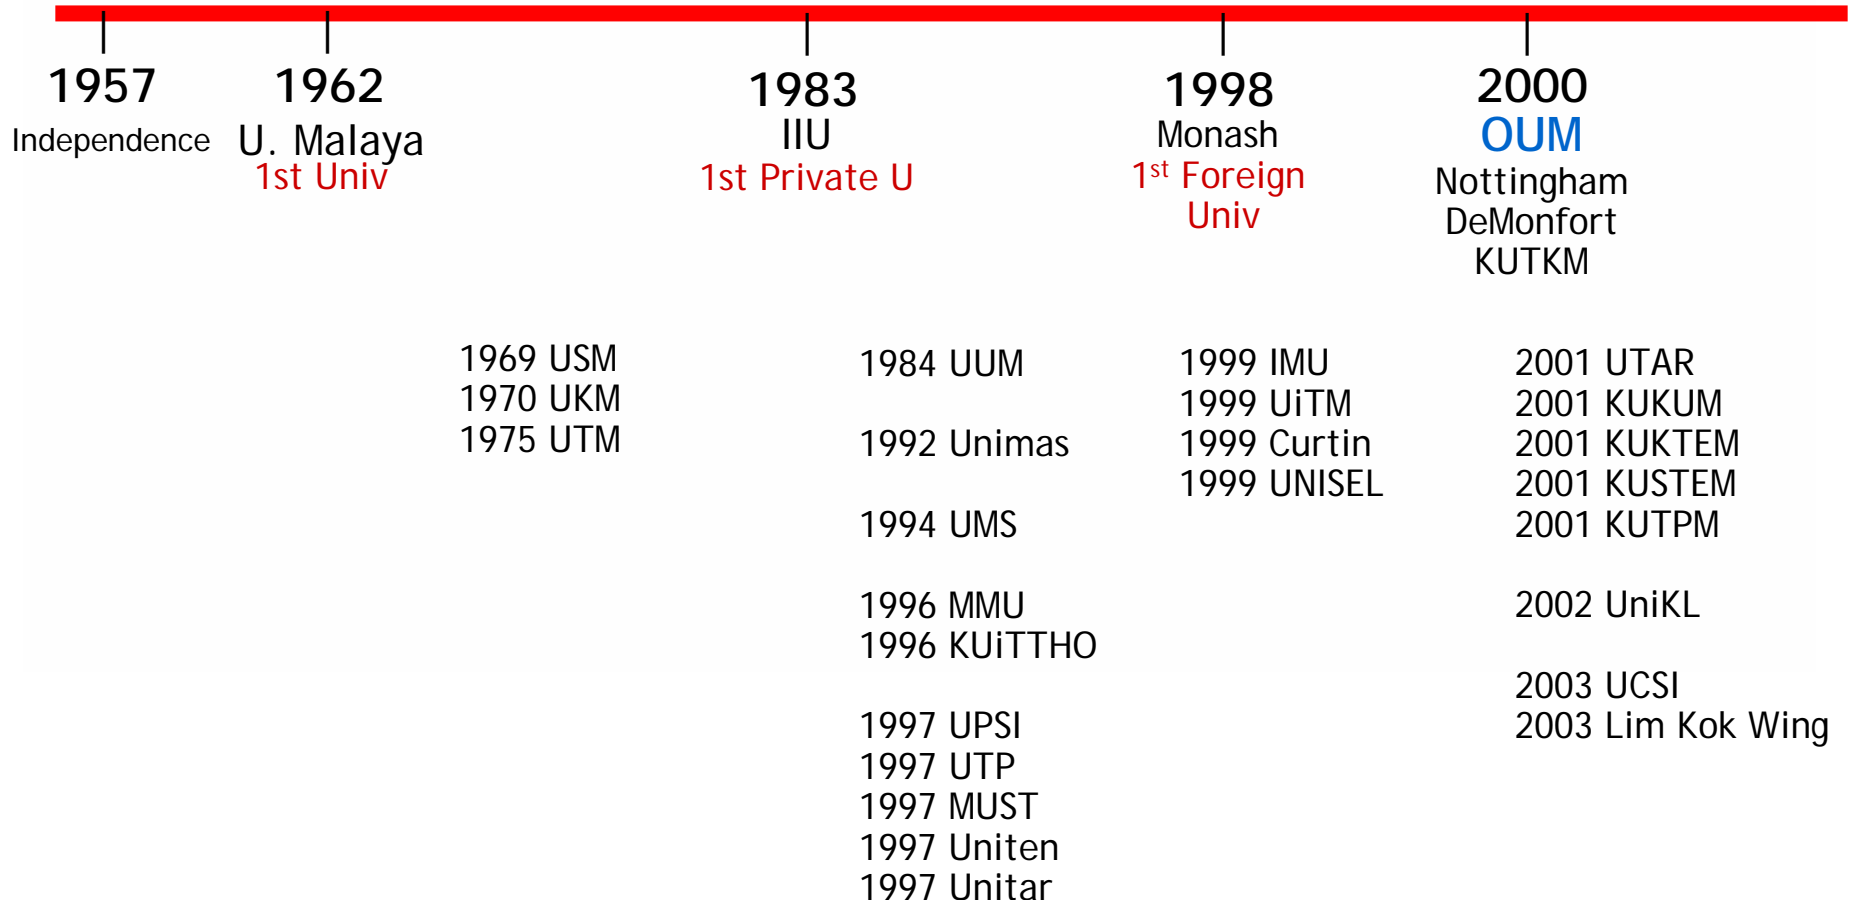 1957
Independence
1962
U. Malaya
1st Univ
1983
IIU
1st Private U
1998
Monash
1st Foreign
Univ
2000
OUM
Nottingham
DeMonfort
KUTKM
1969 USM
1970 UKM
1975 UTM
1984 UUM
1992 Unimas
1994 UMS
1996 MMU
1996 KUiTTHO
1997 UPSI
1997 UTP
1997 MUST
1997 Uniten
1997 Unitar
1999 IMU
1999 UiTM
1999 Curtin
1999 UNISEL
2001 UTAR
2001 KUKUM
2001 KUKTEM
2001 KUSTEM
2001 KUTPM
2002 UniKL
2003 UCSI
2003 Lim Kok Wing